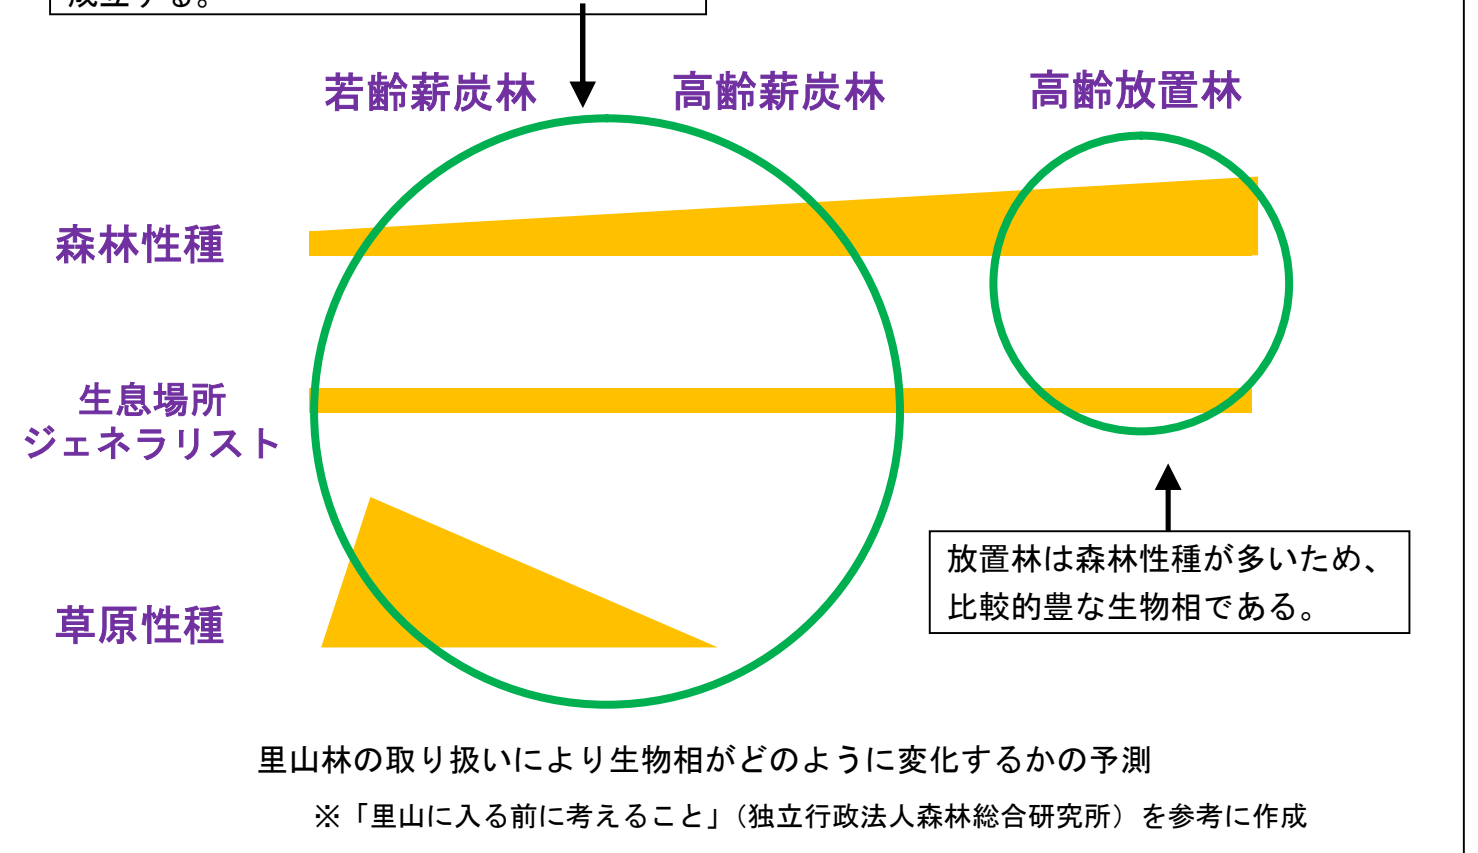 成立する。
若齢薪炭林
高齢薪炭林
高齢放置林
森林性種
生息場所
ジェネラリスト
草原性種
放置林は森林性種が多いため、
比較的豊な生物相である。
里山林の取り扱いにより生物相がどのように変化するかの予測
※「里山に入る前に考えること」（独立行政法人森林総合研究所）を参考に作成